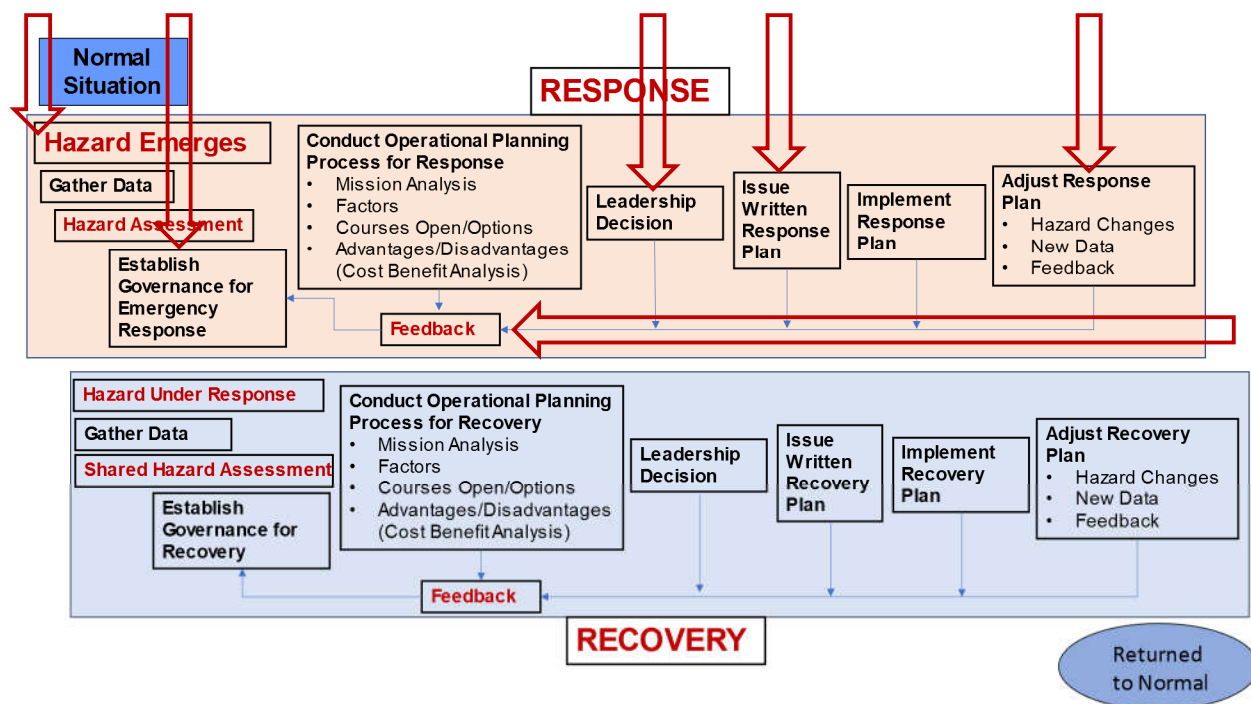 Normal
Situation
RESPONSE
Hazard Emerges
Gather Data
Hazard Assessment
Establish
Governance for
Emergency
Response
Conduct Operational Planning
Process for Response
• Mission Analysis
• Factors
• Courses Open/Options
• Advantages/Disadvantages
(Cost Benefit Analysis)
Feedback
Leadership
Decision
Issue
Written
Response
Plan
Implement
Response
Plan
Adjust Response
Plan
• Hazard Changes
• New Data
• Feedback
Hazard Under Response
Gather Data
Shared Hazard Assessment
Establish
Governance for
Recovery
Conduct Operational Planning
Process for Recovery
• Mission Analysis
• Factors
• Courses Open/Options
• Advantages/Disadvantages
(Cost Benefit Analysis)
Feedback
Leadership
Decision
Issue
Written
Recovery
Plan
Implement
Recovery
Plan
Adjust Recovery
Plan
• Hazard Changes
• New Data
• Feedback
RECOVERY
Returned
to Normal